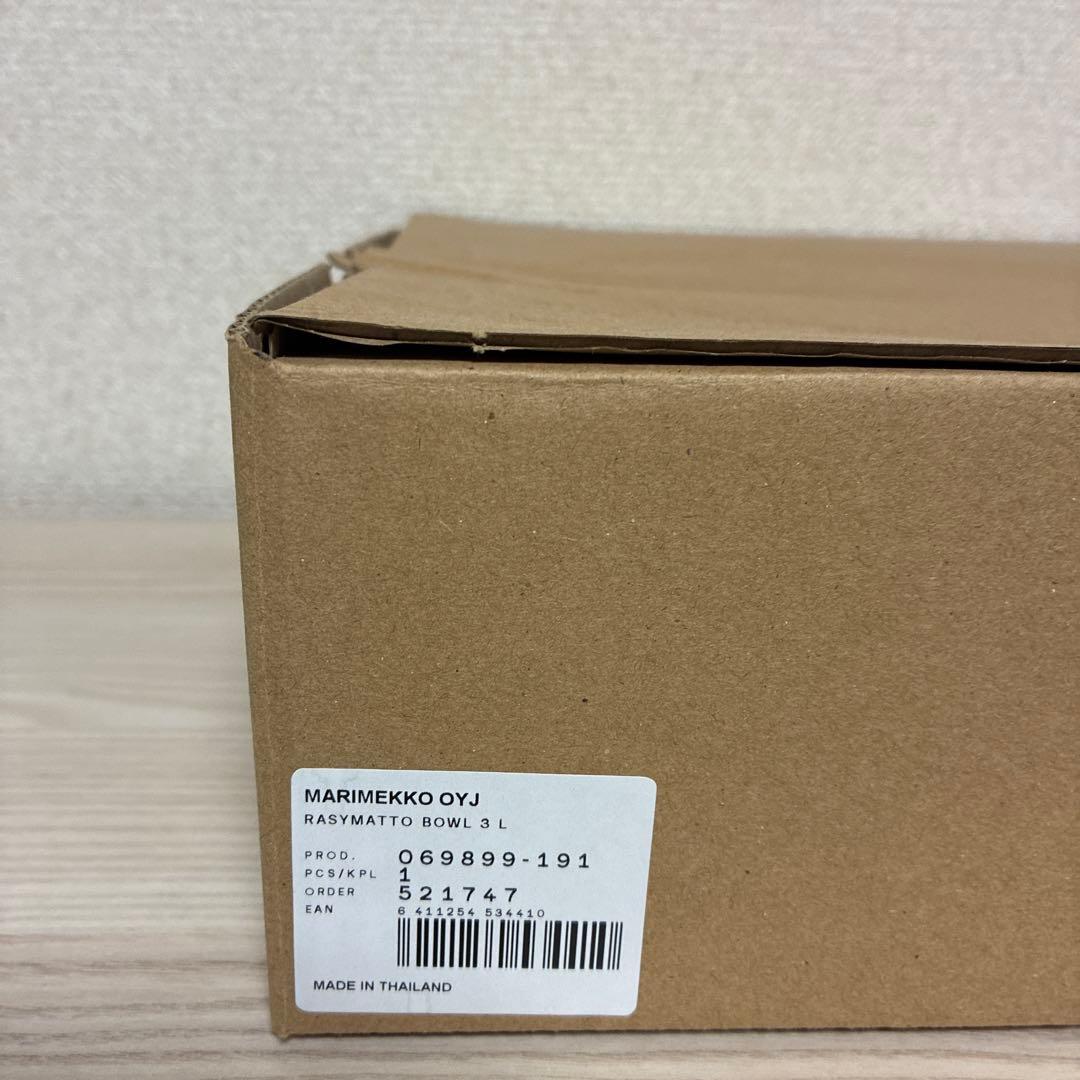 MARIMEKKO OYJ
RASYMATTO BOWL 3 L
PROD. 069899-191
PCS/KPL 1
ORDER 521747
EAN 6 411254 534410
MADE IN THAILAND